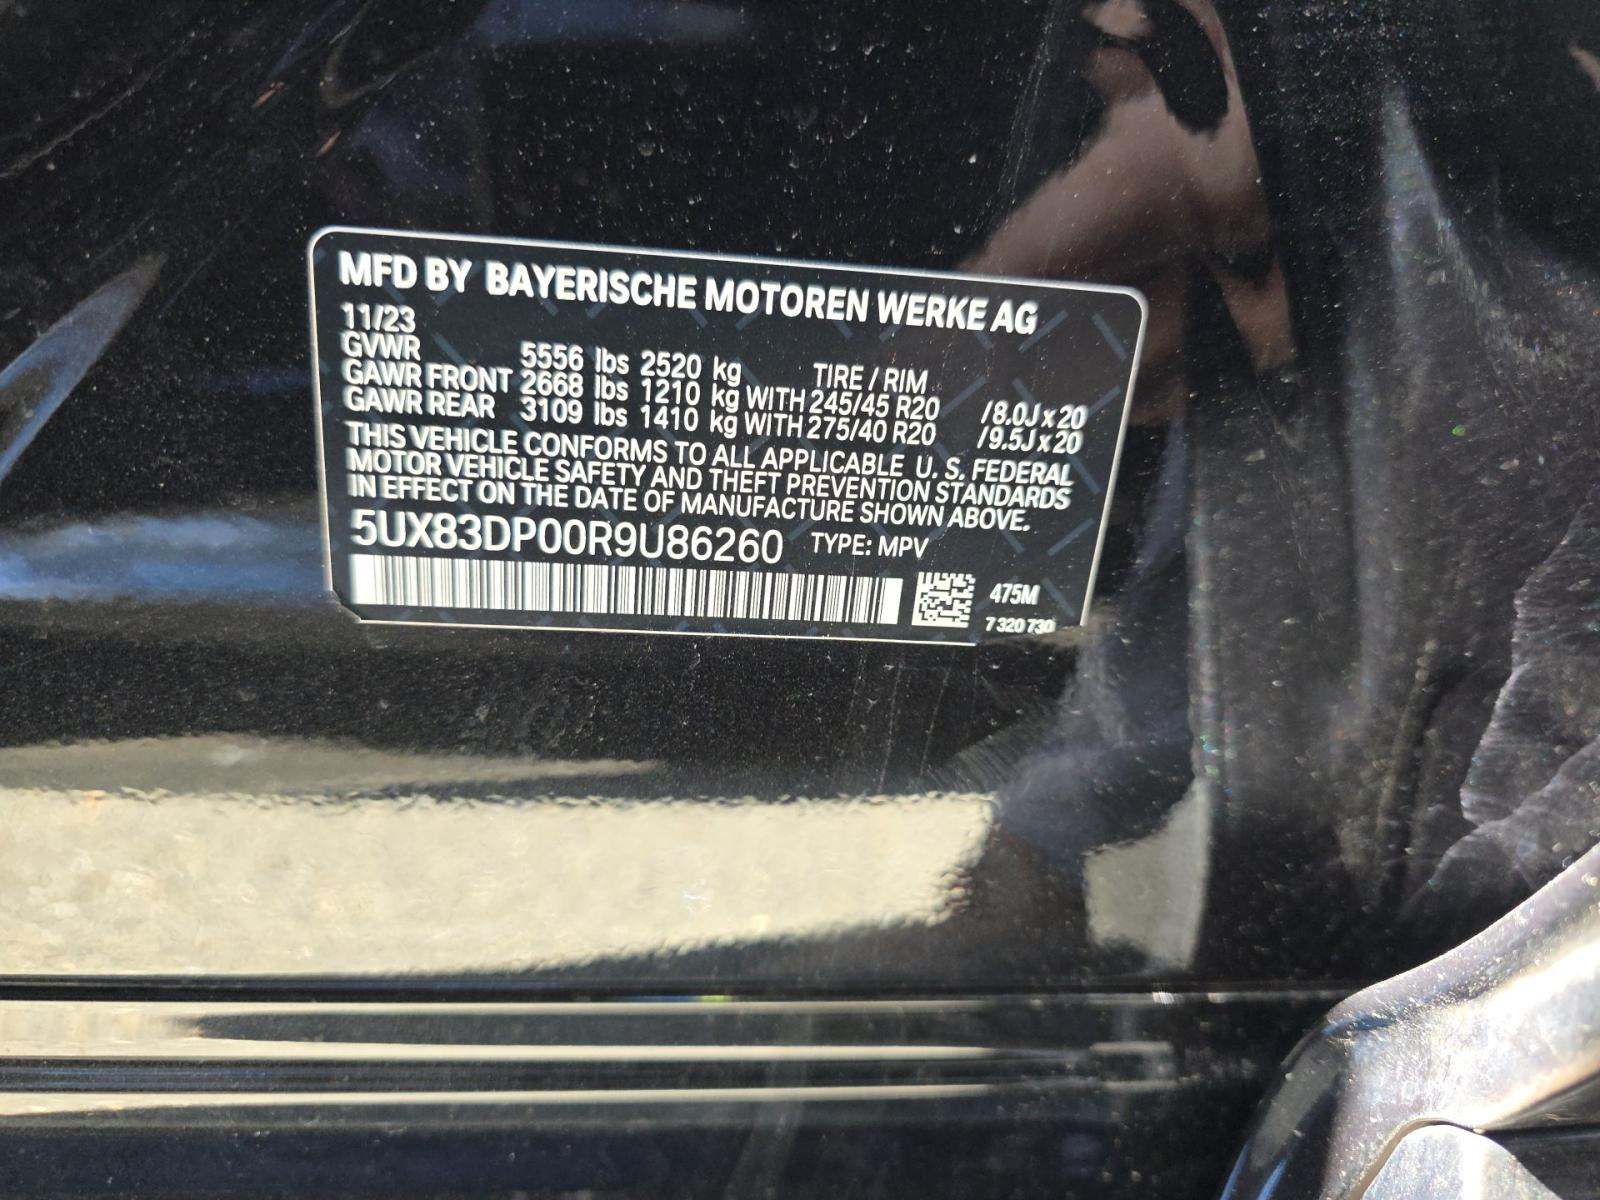 MFD BY BAYERISCHE MOTOREN WERKE AG
11/23
GVWR 5556 lbs 2520 kg TIRE / RIM
GAWR FRONT 2668 lbs 1210 kg WITH 245/45 R20 /8.0J x 20
GAWR REAR 3109 lbs 1410 kg WITH 275/40 R20 /9.5J x 20
THIS VEHICLE CONFORMS TO ALL APPLICABLE U. S. FEDERAL
MOTOR VEHICLE SAFETY AND THEFT PREVENTION STANDARDS
IN EFFECT ON THE DATE OF MANUFACTURE SHOWN ABOVE.
5UX83DP00R9U86260 TYPE: MPV
475M
7 320 730